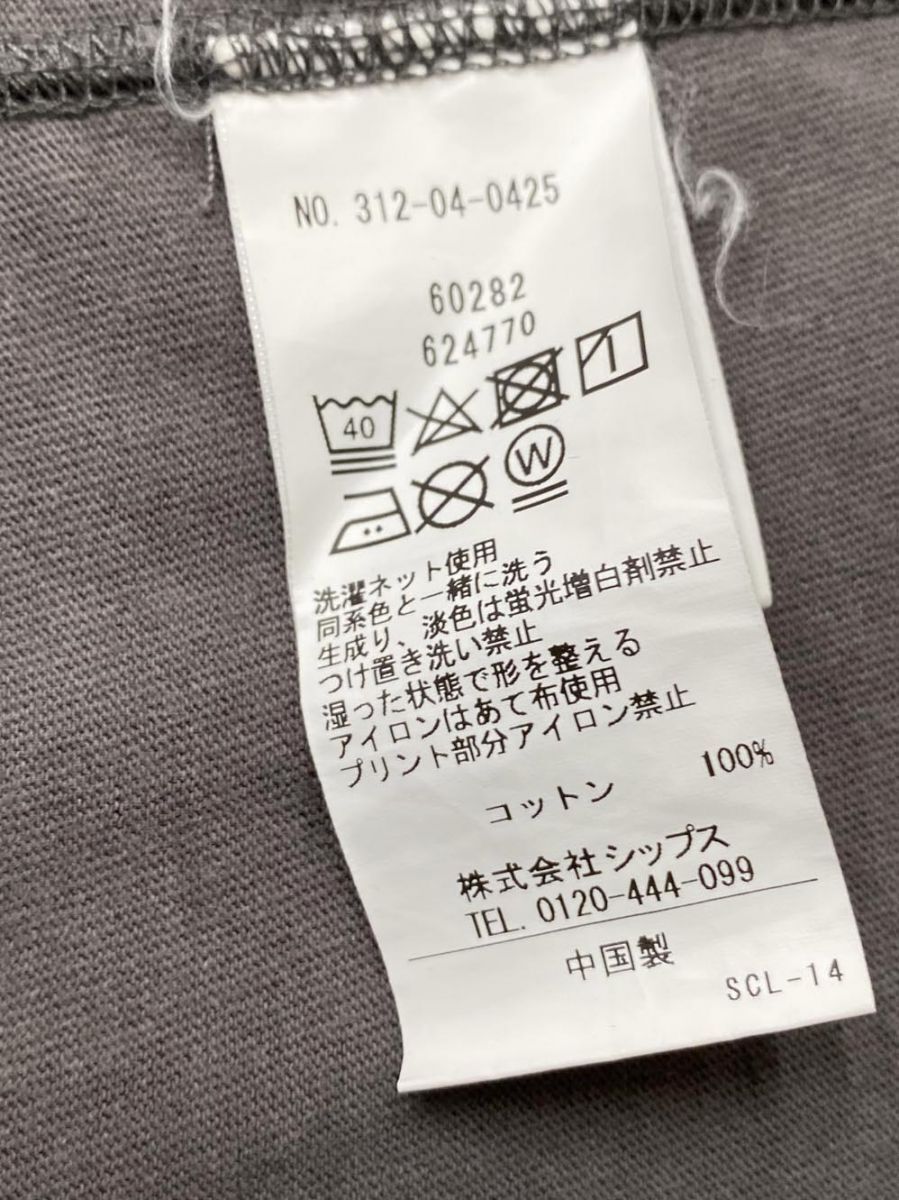 NO. 312-04-0425
60282
624770
40
W
洗濯ネット使用
同系色と一緒に洗う
生成り、淡色は蛍光増白剤禁止
つけ置き洗い禁止
湿った状態で形を整える
アイロンはあて布使用
プリント部分アイロン禁止
コットン 100%
株式会社シップス
TEL. 0120-444-099
中国製
SCL-14